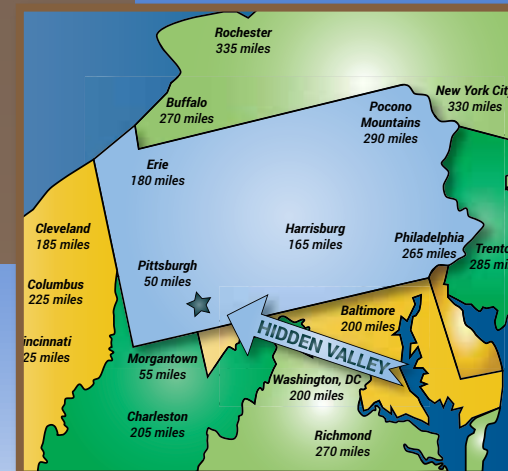 Rochester
335 miles
New York City
330 miles
Buffalo
270 miles
Pocono
Mountains
290 miles
Erie
180 miles
Cleveland
185 miles
Harrisburg
165 miles
Philadelphia
265 miles
Trento
285 mi
Pittsburgh
50 miles
Columbus
225 miles
Baltimore
200 miles
HIDDEN VALLEY
incinnati
25 miles
Morgantown
55 miles
Washington, DC
200 miles
Charleston
205 miles
Richmond
270 miles